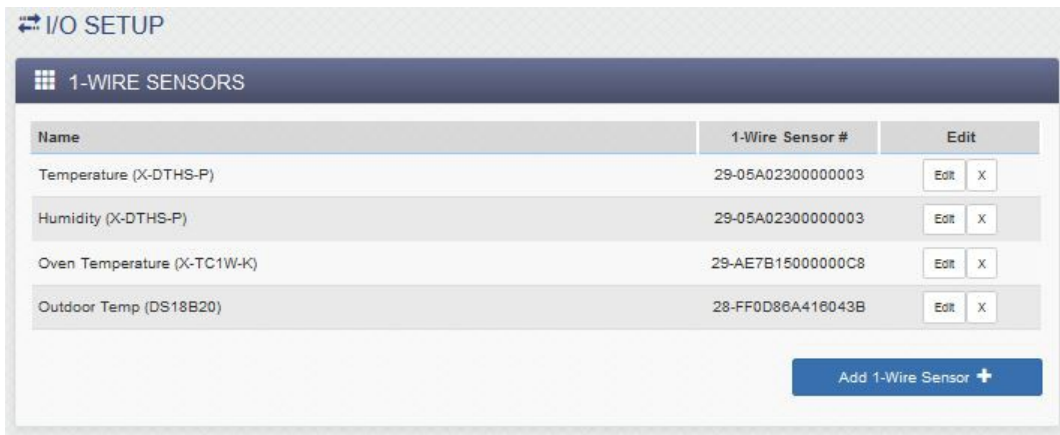 I/O SETUP
1-WIRE SENSORS
Name 1-Wire Sensor # Edit
Temperature (X-DTHS-P) 29-05A02300000003 Edit X
Humidity (X-DTHS-P) 29-05A02300000003 Edit X
Oven Temperature (X-TC1W-K) 29-AE7B15000000C8 Edit X
Outdoor Temp (DS18B20) 28-FF0D86A416043B Edit X
Add 1-Wire Sensor +